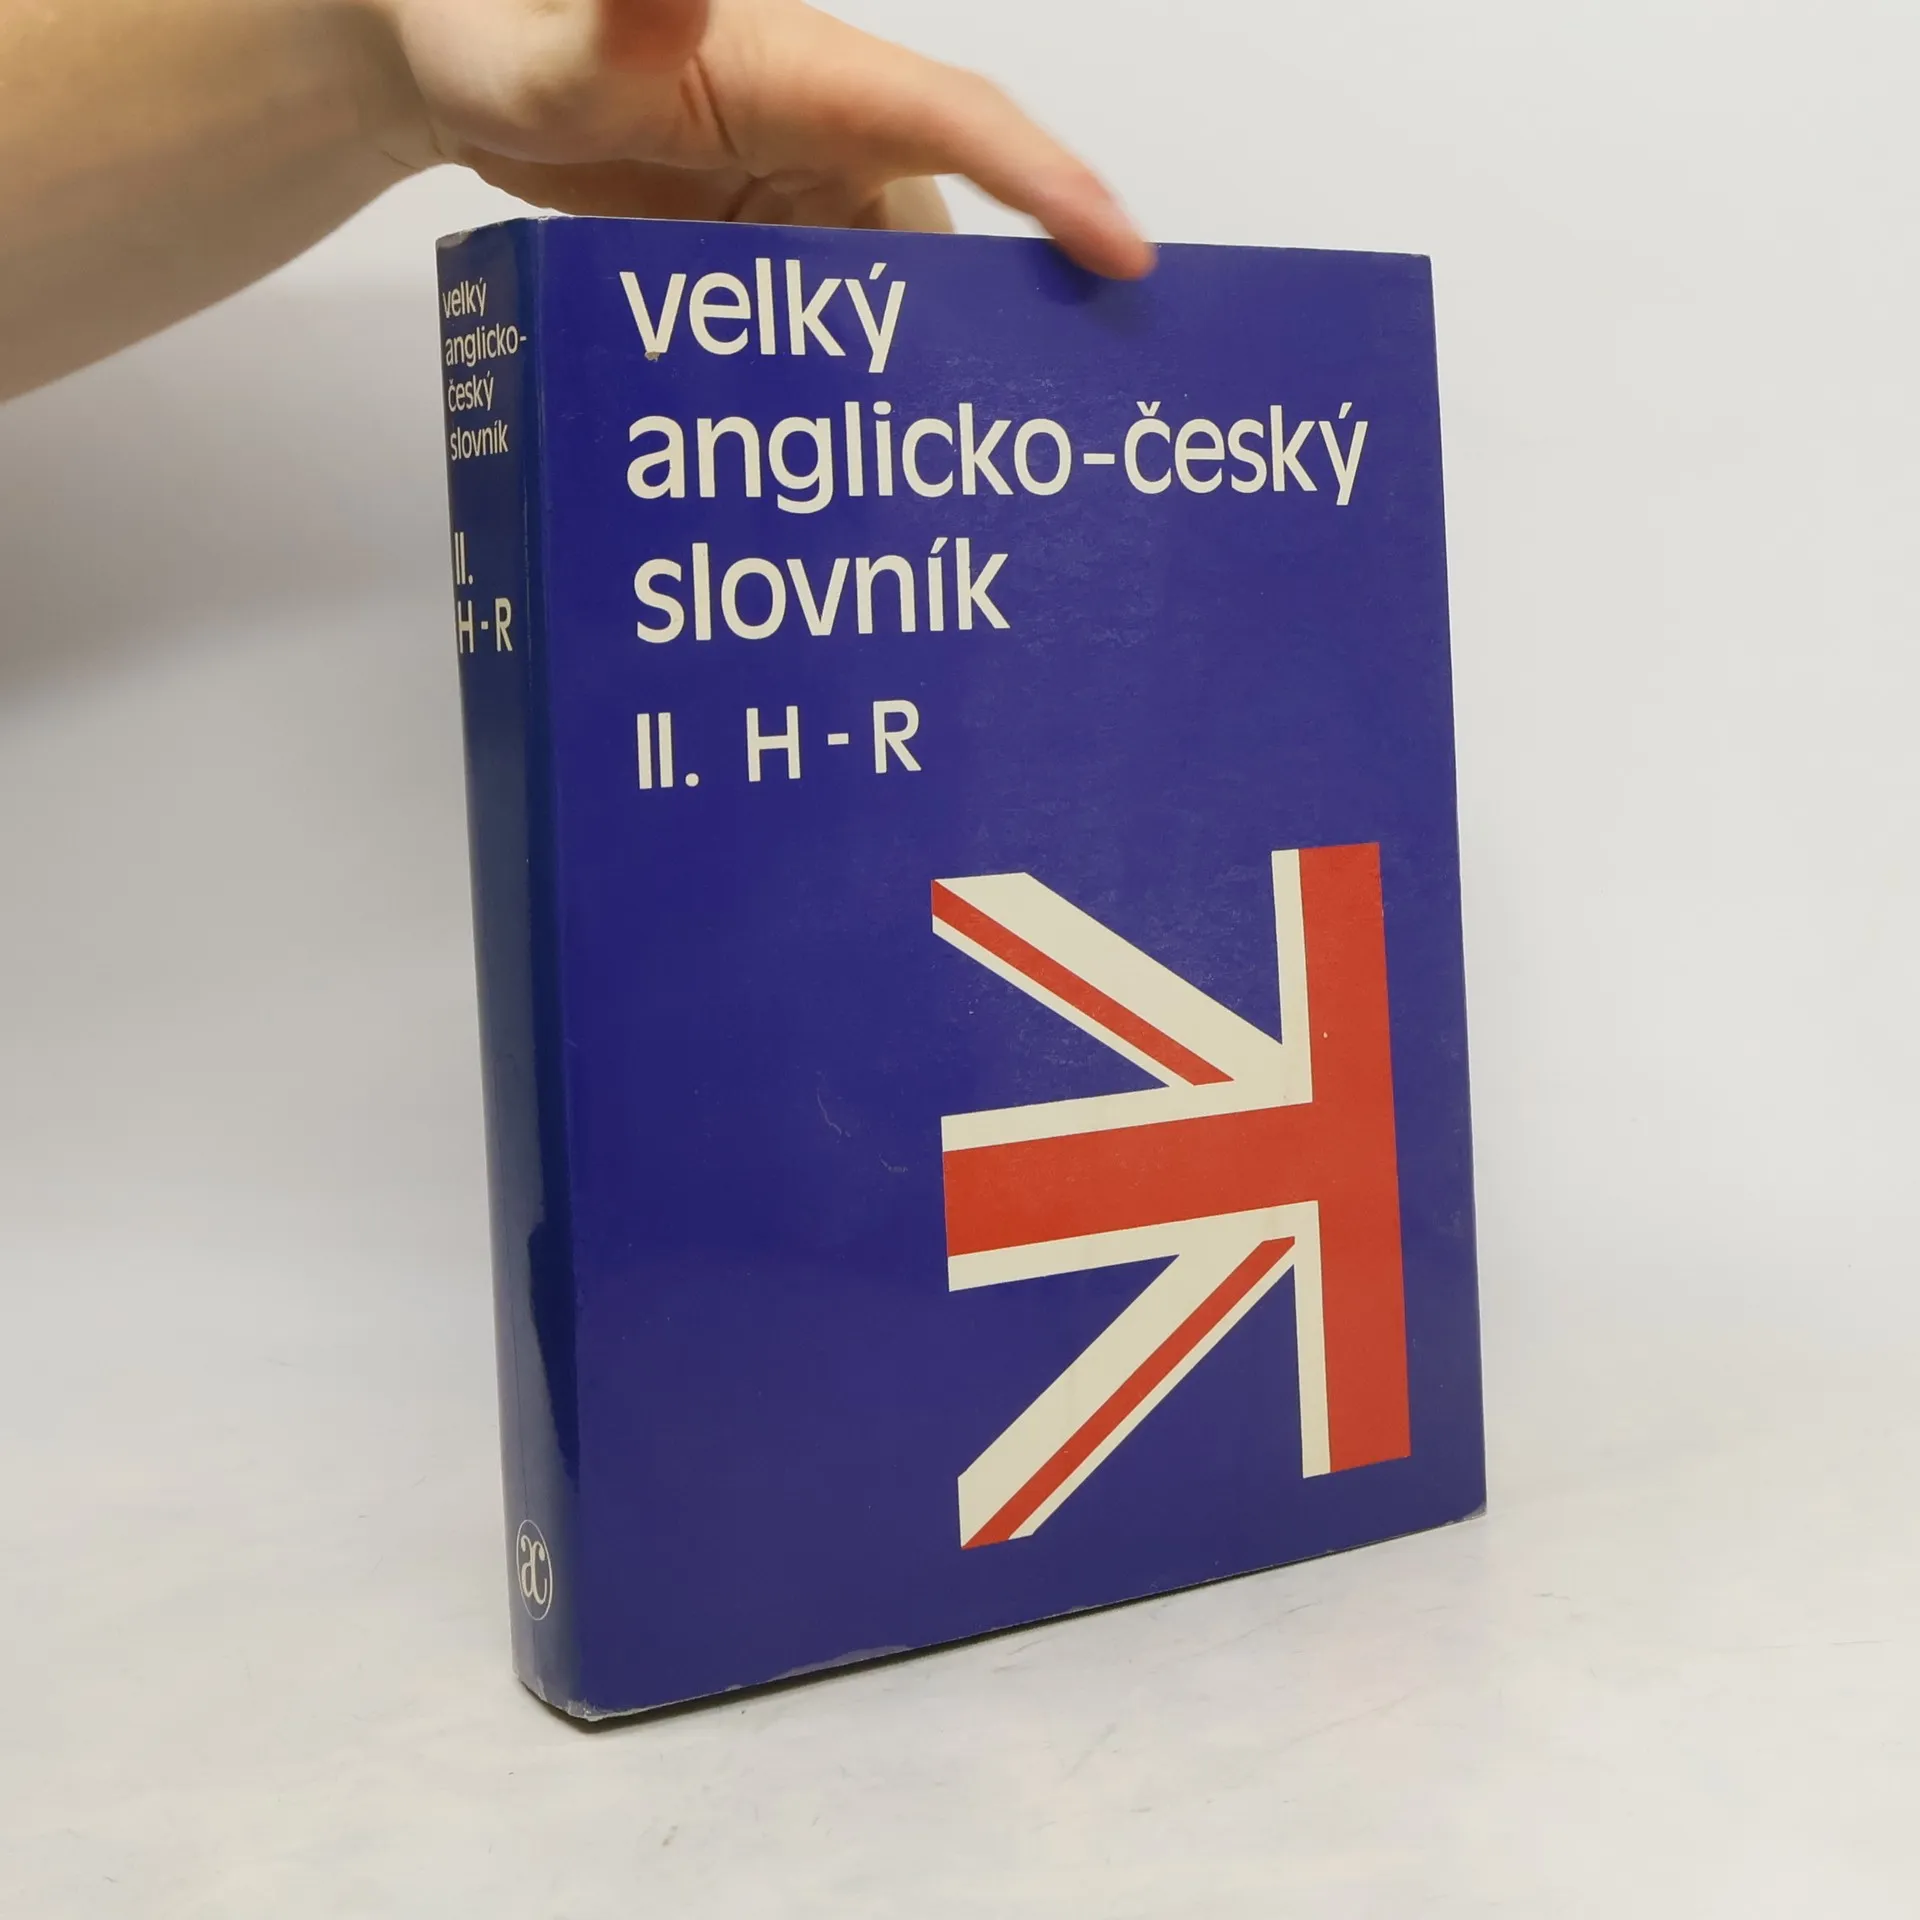 velký
anglicko-
český
slovník
II.
H-R
ac
velký
anglicko-český
slovník
II. H-R